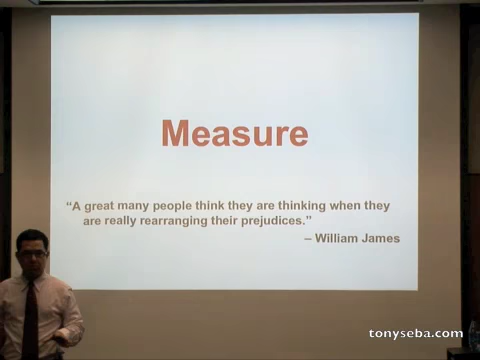 Measure
“A great many people think they are thinking when they
are really rearranging their prejudices.”
– William James
tonyseba.com